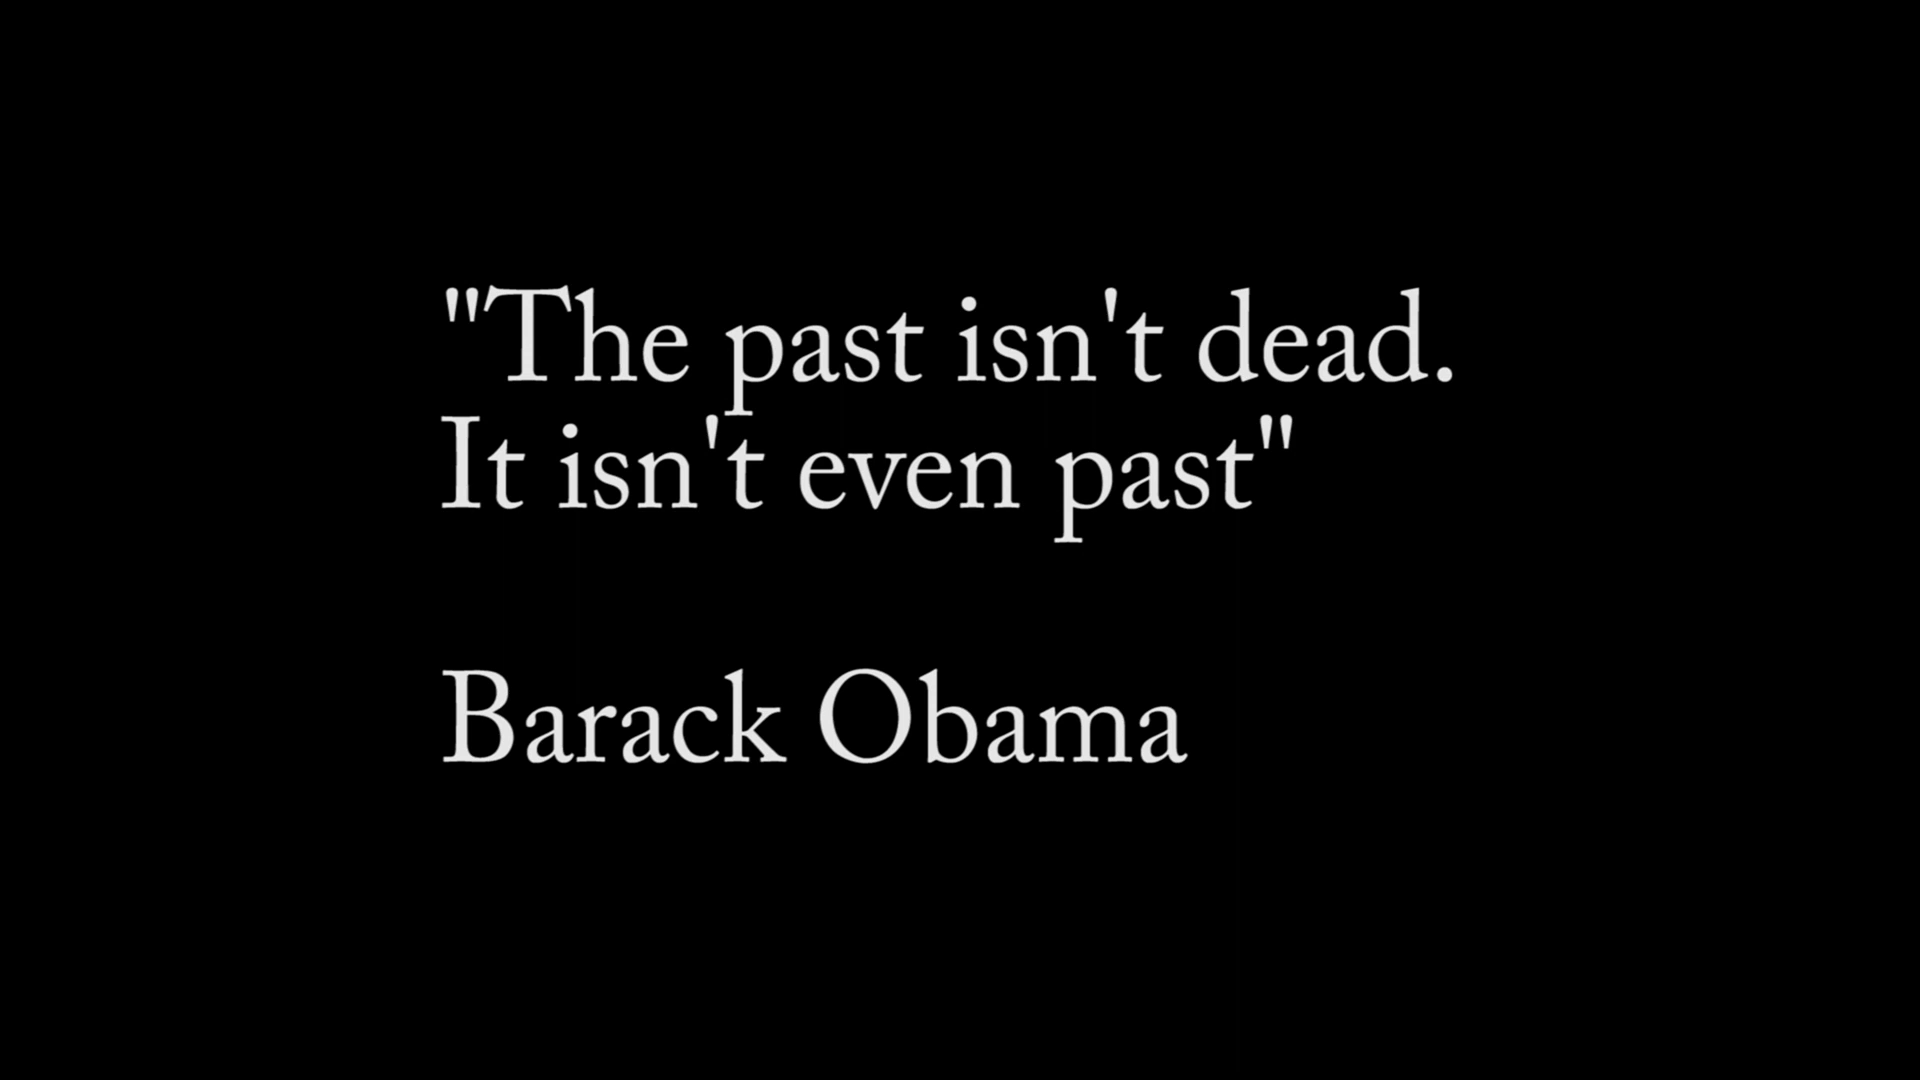 "The past isn't dead.
It isn't even past"
Barack Obama